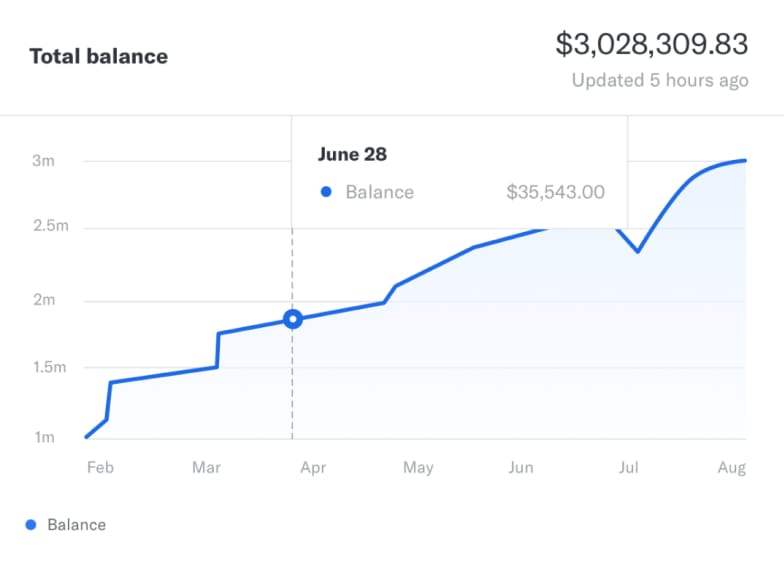 Total balance
$3,028,309.83
Updated 5 hours ago
3m
2.5m
2m
1.5m
1m
June 28
Balance $35,543.00
Feb Mar Apr May Jun Jul Aug
Balance